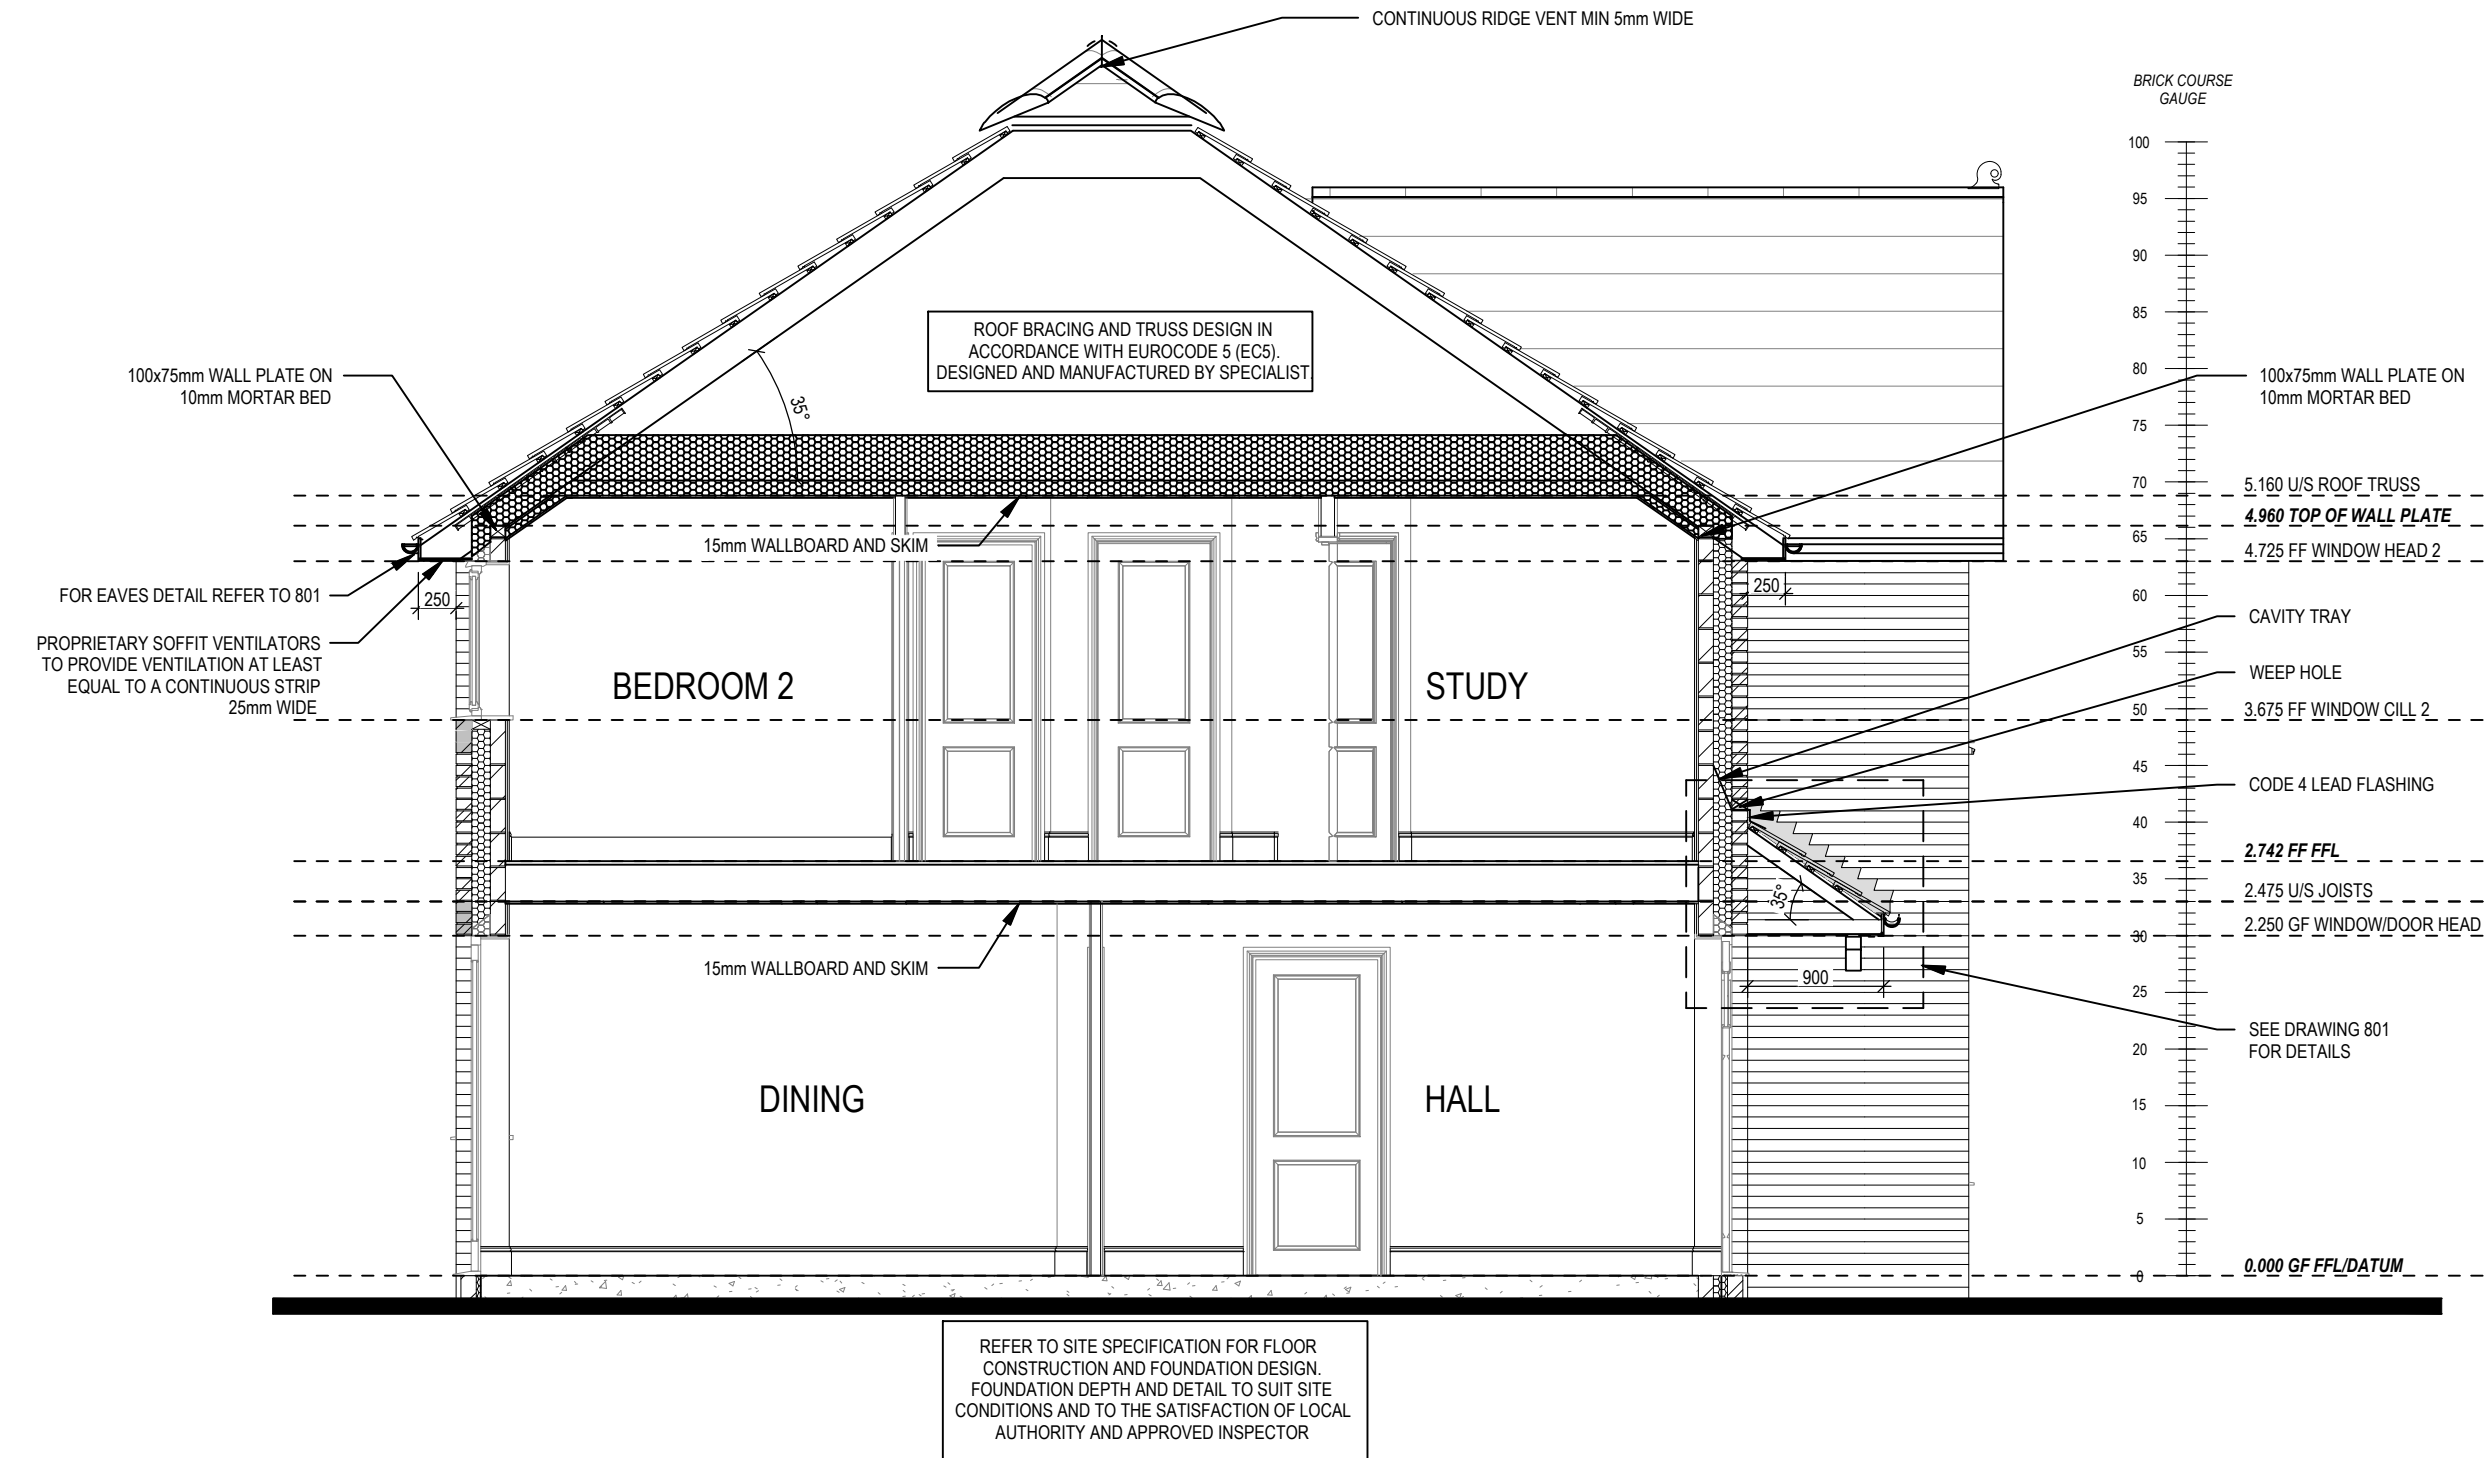 CONTINUOUS RIDGE VENT MIN 5mm WIDE
BRICK COURSE
GAUGE
100
95
90
85
80
75
70
65
60
55
50
45
40
35
30
25
20
15
10
5
0
ROOF BRACING AND TRUSS DESIGN IN
ACCORDANCE WITH EUROCODE 5 (EC5).
DESIGNED AND MANUFACTURED BY SPECIALIST.
100x75mm WALL PLATE ON
10mm MORTAR BED
35°
100x75mm WALL PLATE ON
10mm MORTAR BED
5.160 U/S ROOF TRUSS
4.960 TOP OF WALL PLATE
4.725 FF WINDOW HEAD 2
15mm WALLBOARD AND SKIM
FOR EAVES DETAIL REFER TO 801
250
250
PROPRIETARY SOFFIT VENTILATORS
TO PROVIDE VENTILATION AT LEAST
EQUAL TO A CONTINUOUS STRIP
25mm WIDE
BEDROOM 2
STUDY
CAVITY TRAY
WEEP HOLE
3.675 FF WINDOW CILL 2
CODE 4 LEAD FLASHING
2.742 FF FFL
2.475 U/S JOISTS
35°
2.250 GF WINDOW/DOOR HEAD
15mm WALLBOARD AND SKIM
900
SEE DRAWING 801
FOR DETAILS
DINING
HALL
0.000 GF FFL/DATUM
REFER TO SITE SPECIFICATION FOR FLOOR
CONSTRUCTION AND FOUNDATION DESIGN.
FOUNDATION DEPTH AND DETAIL TO SUIT SITE
CONDITIONS AND TO THE SATISFACTION OF LOCAL
AUTHORITY AND APPROVED INSPECTOR